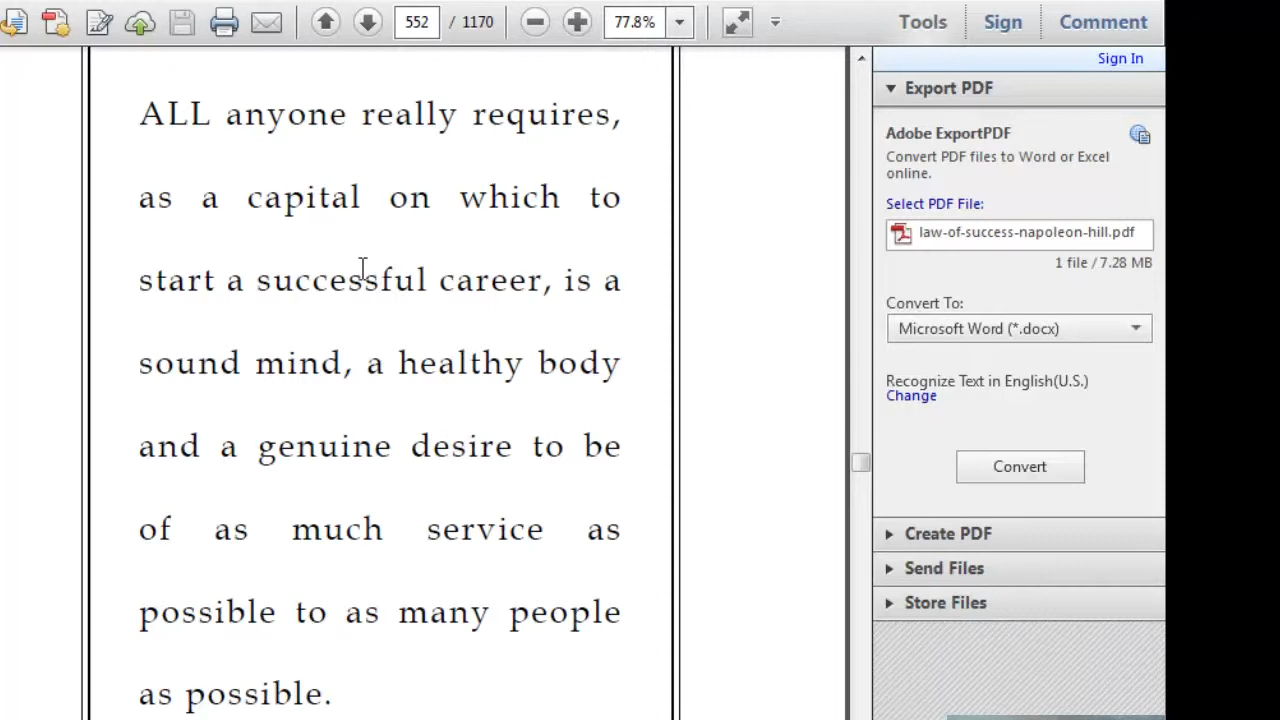 552 / 1170 77.8% Tools Sign Comment
ALL anyone really requires,
as a capital on which to
start a successful career, is a
sound mind, a healthy body
and a genuine desire to be
of as much service as
possible to as many people
as possible.
Sign In
Export PDF
Adobe ExportPDF
Convert PDF files to Word or Excel
online.
Select PDF File:
law-of-success-napoleon-hill.pdf
1 file / 7.28 MB
Convert To:
Microsoft Word (*.docx)
Recognize Text in English(U.S.)
Change
Convert
Create PDF
Send Files
Store Files